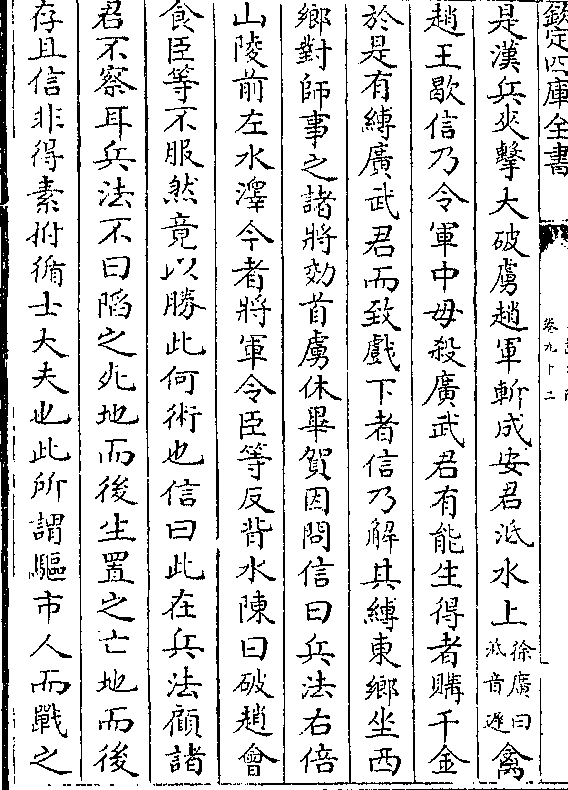 欽定四庫全書
卷九十二
是漢兵夾擊大破虜趙軍斬成安君泜水上徐廣曰泜音遲禽
趙王歇信乃令軍中毋殺廣武君有能生得者購千金
於是有縛廣武君而致戲下者信乃解其縛東鄉坐西
鄉對師事之諸將効首虜休畢賀因問信曰兵法右倍
山陵前左水澤今者將軍令臣等反背水陳曰破趙會
食臣等不服然竟以勝此何術也信曰此在兵法顧諸
君不察耳兵法不曰陷之死地而後生置之亡地而後
存且信非得素拊循士大夫也此所謂驅市人而戰之